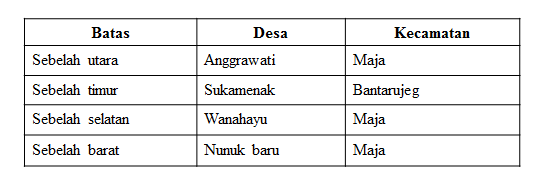 Batas Desa Kecamatan
Sebelah utara Anggrawati Maja
Sebelah timur Sukamenak Bantarujeg
Sebelah selatan Wanahayu Maja
Sebelah barat Nunuk baru Maja